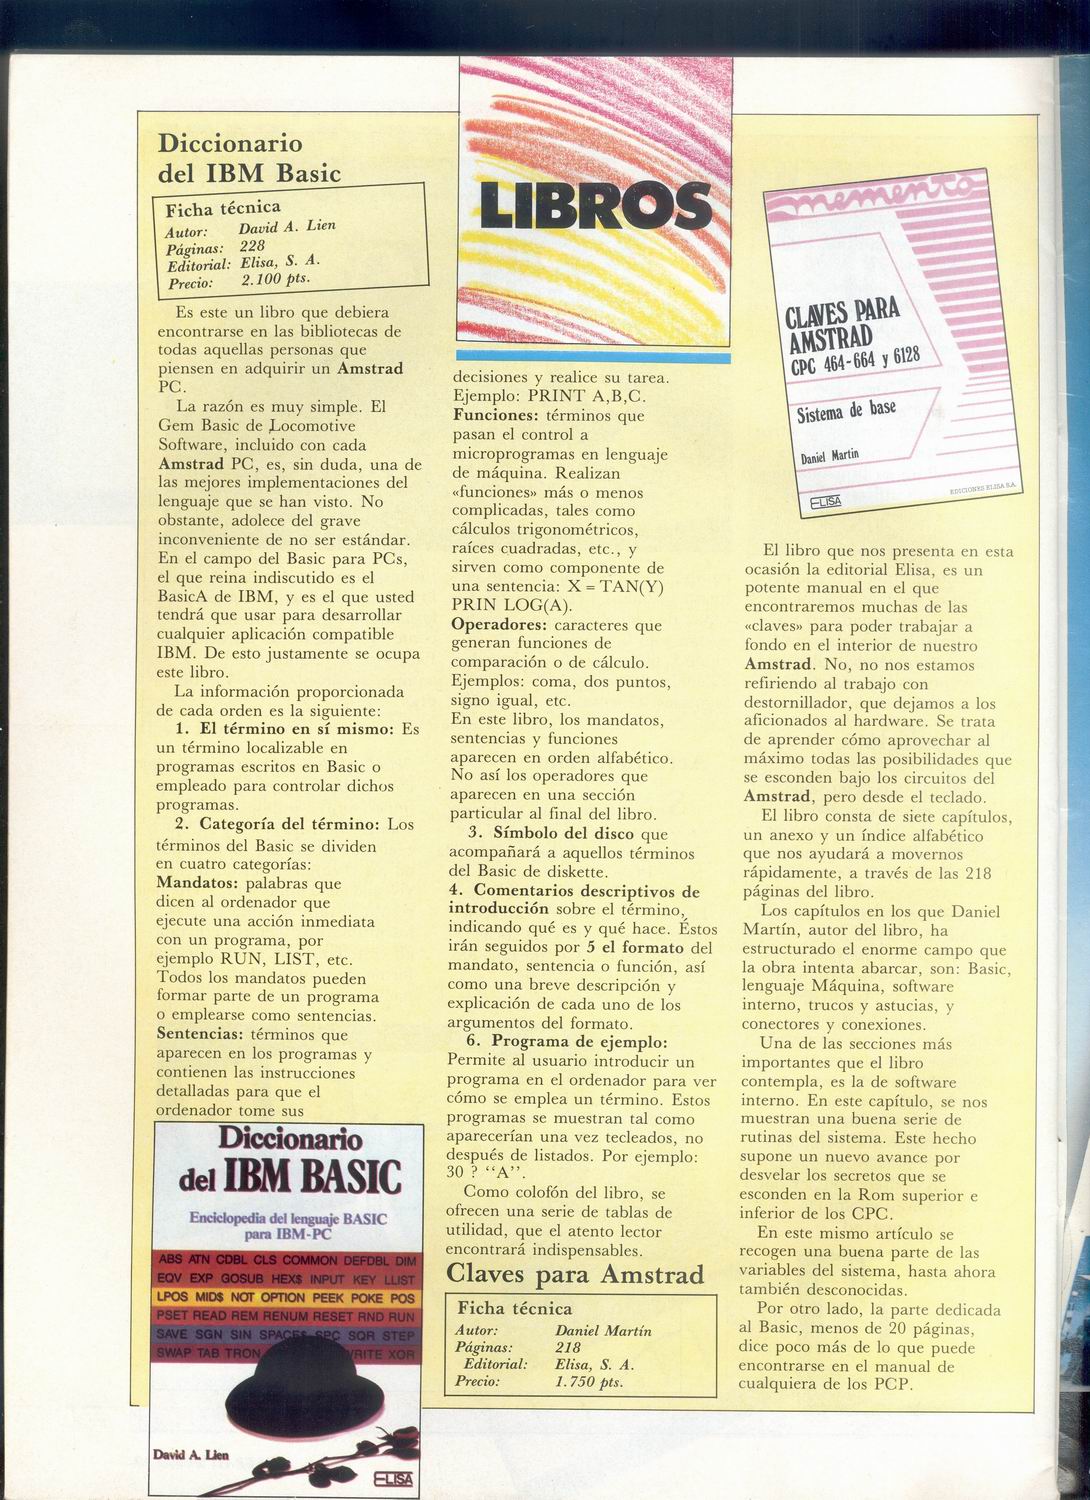 Diccionario
del IBM Basic
Ficha técnica
Autor: David A. Lien
Páginas: 228
Editorial: Elisa, S. A.
Precio: 2.100 pts.
Es este un libro que debiera
encontrarse en las bibliotecas de
todas aquellas personas que
piensen en adquirir un Amstrad
PC.
La razón es muy simple. El
Gem Basic de Locomotive
Software, incluido con cada
Amstrad PC, es, sin duda, una de
las mejores implementaciones del
lenguaje que se han visto. No
obstante, adolece del grave
inconveniente de no ser estándar.
En el campo del Basic para PCs,
el que reina indiscutido es el
BasicA de IBM, y es el que usted
tendrá que usar para desarrollar
cualquier aplicación compatible
IBM. De esto justamente se ocupa
este libro.
La información proporcionada
de cada orden es la siguiente:
1. El término en sí mismo: Es
un término localizable en
programas escritos en Basic o
empleado para controlar dichos
programas.
2. Categoría del término: Los
términos del Basic se dividen
en cuatro categorías:
Mandatos: palabras que
dicen al ordenador que
ejecute una acción inmediata
con un programa, por
ejemplo RUN, LIST, etc.
Todos los mandatos pueden
formar parte de un programa
o emplearse como sentencias.
Sentencias: términos que
aparecen en los programas y
contienen las instrucciones
detalladas para que el
ordenador tome sus
Diccionario
del IBM BASIC
Enciclopedia del lenguaje BASIC
para IBM-PC
ABS ATN CDBL CLS COMMON DEFDBL DIM
EQV EXP GOSUB HEX$ INPUT KEY LLIST
LPOS MID$ NOT OPTION PEEK POKE POS
PSET READ REM RENUM RESET RND RUN
SAVE SGN SIN SPACE$ SPC SQR STEP
SWAP TAB TRON WRITE XOR
David A. Lien
ELISA
LIBROS
decisiones y realice su tarea.
Ejemplo: PRINT A,B,C.
Funciones: términos que
pasan el control a
microprogramas en lenguaje
de máquina. Realizan
«funciones» más o menos
complicadas, tales como
cálculos trigonométricos,
raíces cuadradas, etc., y
sirven como componente de
una sentencia: X = TAN(Y)
PRIN LOG(A).
Operadores: caracteres que
generan funciones de
comparación o de cálculo.
Ejemplos: coma, dos puntos,
signo igual, etc.
En este libro, los mandatos,
sentencias y funciones
aparecen en orden alfabético.
No así los operadores que
aparecen en una sección
particular al final del libro.
3. Símbolo del disco que
acompañará a aquellos términos
del Basic de diskette.
4. Comentarios descriptivos de
introducción sobre el término,
indicando qué es y qué hace. Éstos
irán seguidos por 5 el formato del
mandato, sentencia o función, así
como una breve descripción y
explicación de cada uno de los
argumentos del formato.
6. Programa de ejemplo:
Permite al usuario introducir un
programa en el ordenador para ver
cómo se emplea un término. Estos
programas se muestran tal como
aparecerían una vez tecleados, no
después de listados. Por ejemplo:
30 ? “A”.
Como colofón del libro, se
ofrecen una serie de tablas de
utilidad, que el atento lector
encontrará indispensables.
Claves para Amstrad
Ficha técnica
Autor: Daniel Martín
Páginas: 218
Editorial: Elisa, S. A.
Precio: 1.750 pts.
memento
CLAVES PARA
AMSTRAD
CPC 464-664 y 6128
Sistema de base
Daniel Martin
ELISA
EDICIONES ELISA S.A.
El libro que nos presenta en esta
ocasión la editorial Elisa, es un
potente manual en el que
encontraremos muchas de las
«claves» para poder trabajar a
fondo en el interior de nuestro
Amstrad. No, no nos estamos
refiriendo al trabajo con
destornillador, que dejamos a los
aficionados al hardware. Se trata
de aprender cómo aprovechar al
máximo todas las posibilidades que
se esconden bajo los circuitos del
Amstrad, pero desde el teclado.
El libro consta de siete capítulos,
un anexo y un índice alfabético
que nos ayudará a movernos
rápidamente, a través de las 218
páginas del libro.
Los capítulos en los que Daniel
Martín, autor del libro, ha
estructurado el enorme campo que
la obra intenta abarcar, son: Basic,
lenguaje Máquina, software
interno, trucos y astucias, y
conectores y conexiones.
Una de las secciones más
importantes que el libro
contempla, es la de software
interno. En este capítulo, se nos
muestran una buena serie de
rutinas del sistema. Este hecho
supone un nuevo avance por
desvelar los secretos que se
esconden en la Rom superior e
inferior de los CPC.
En este mismo artículo se
recogen una buena parte de las
variables del sistema, hasta ahora
también desconocidas.
Por otro lado, la parte dedicada
al Basic, menos de 20 páginas,
dice poco más de lo que puede
encontrarse en el manual de
cualquiera de los PCP.